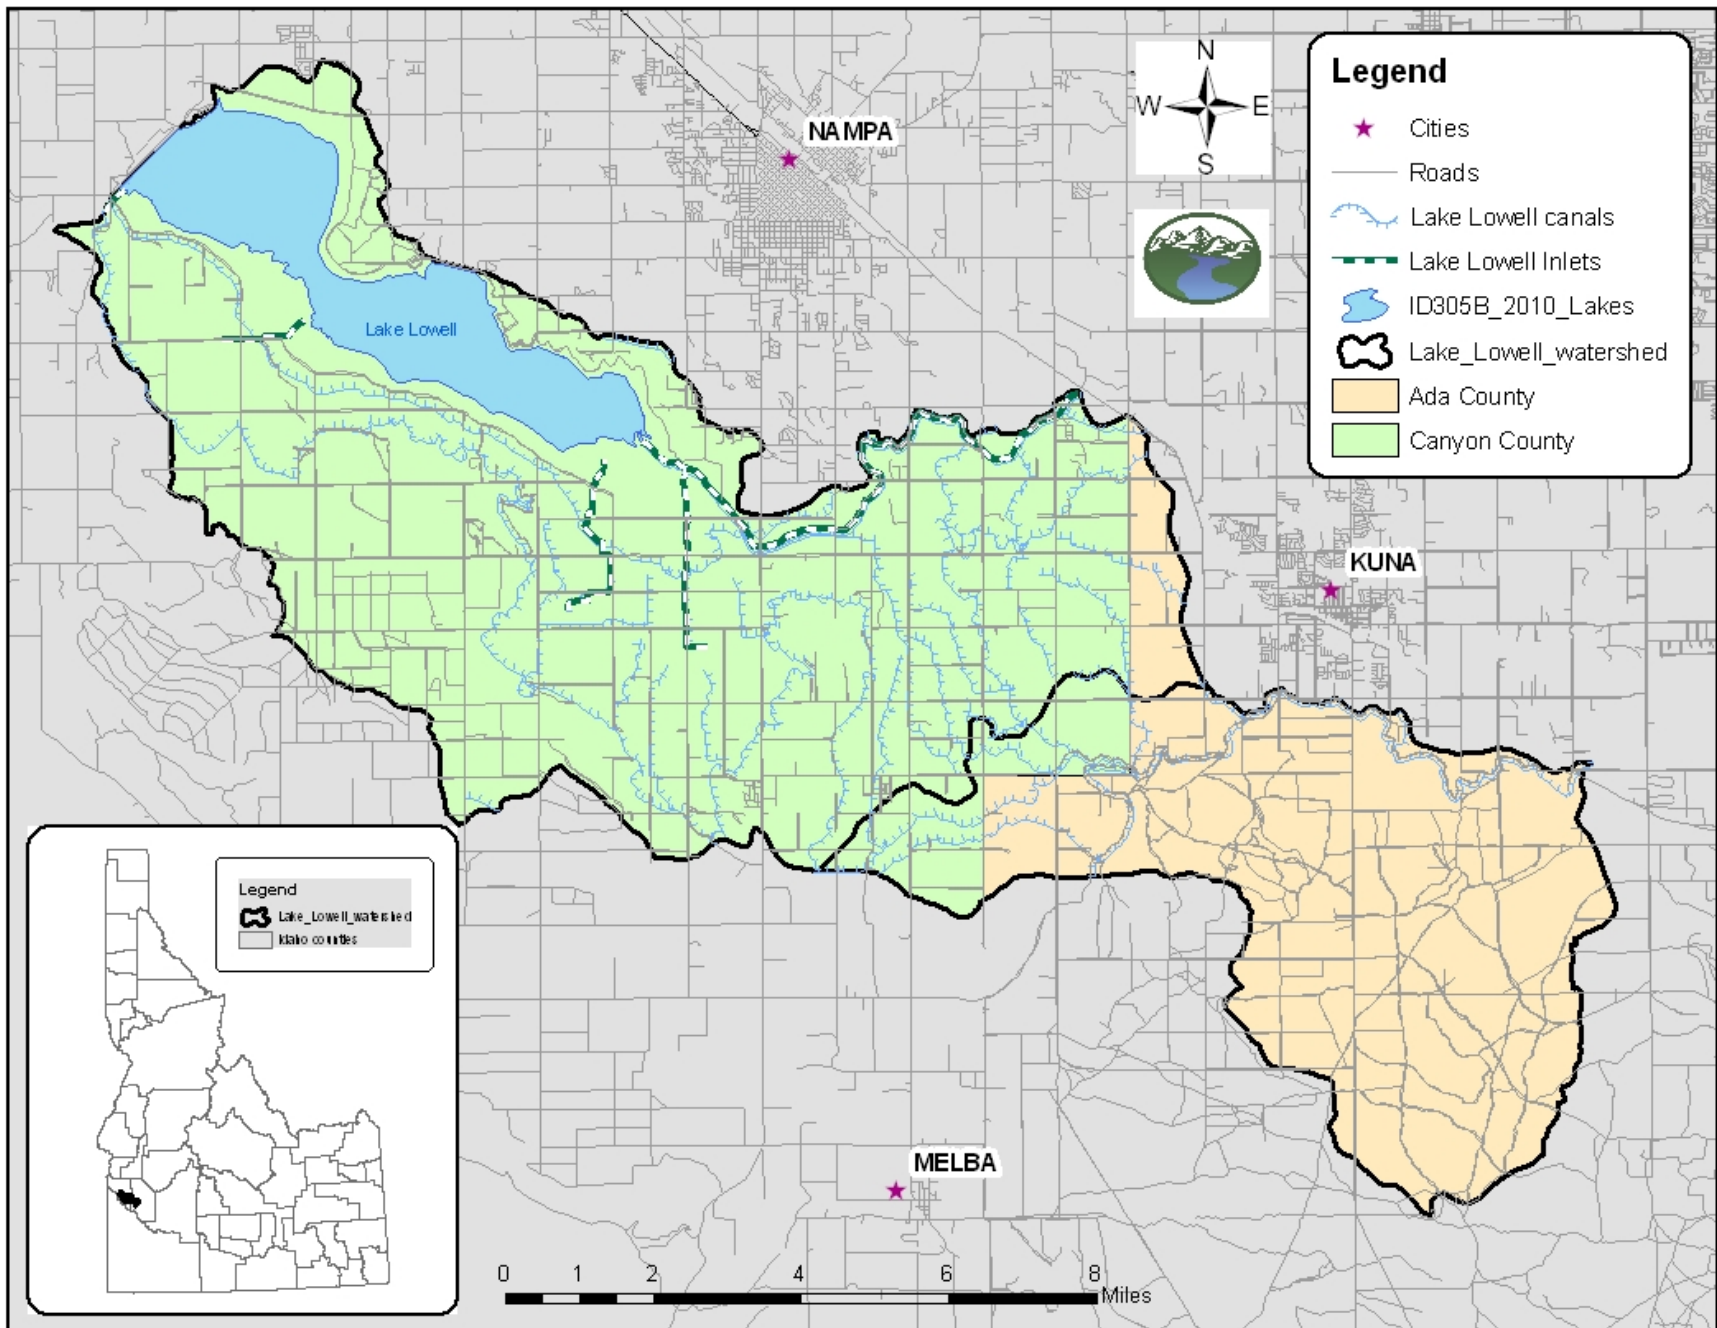 N
W E
S
NAMPA
Legend
Cities
Roads
Lake Lowell canals
Lake Lowell Inlets
ID305B_2010_Lakes
Lake_Lowell_watershed
Ada County
Canyon County
Lake Lowell
KUNA
MELBA
Legend
Lake_Lowell_watershed
Idaho counties
0 1 2 4 6 8
Miles